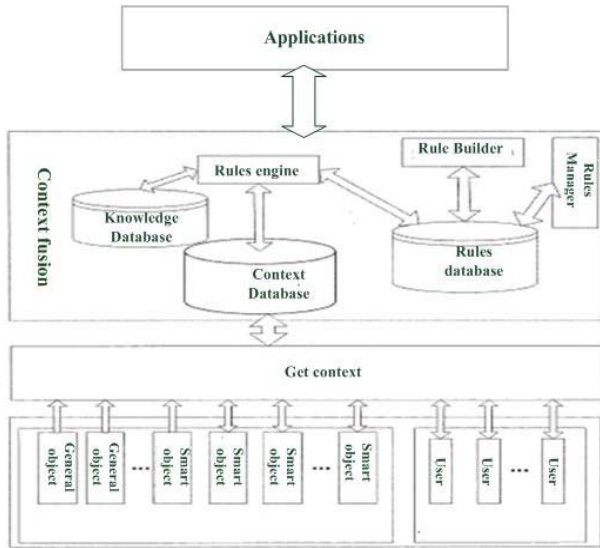 Applications
Context fusion
Rules engine
Rule Builder
Rules
Manager
Knowledge
Database
Rules
database
Context
Database
Get context
General
object
General
object
...
Smart
object
Smart
object
Smart
object
...
Smart
object
User
User
...
User